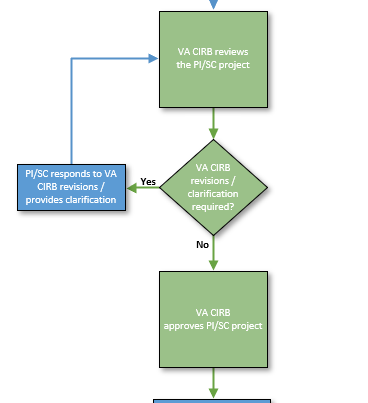 VA CIRB reviews
the PI/SC project
VA CIRB
revisions /
clarification
required?
Yes
PI/SC responds to VA
CIRB revisions /
provides clarification
No
VA CIRB
approves PI/SC project